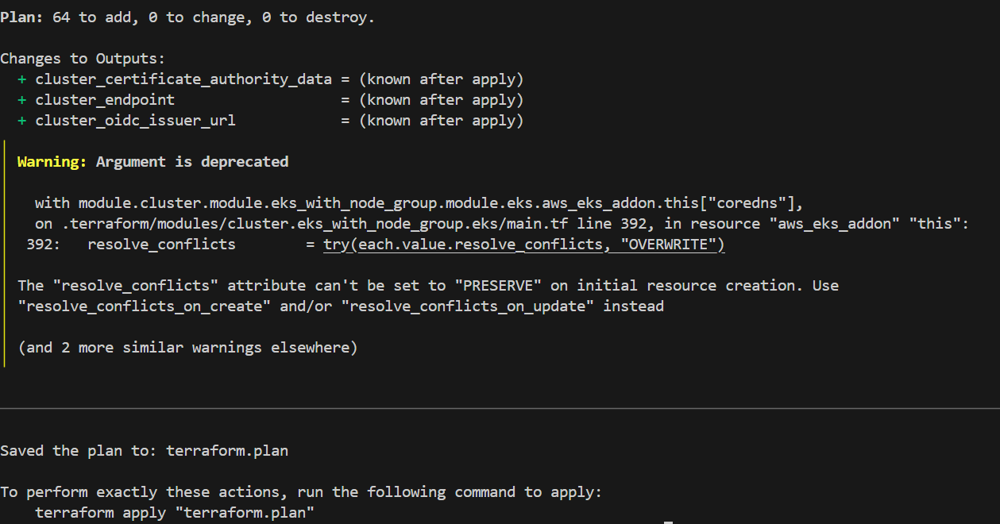 Plan: 64 to add, 0 to change, 0 to destroy.
Changes to Outputs:
+ cluster_certificate_authority_data = (known after apply)
+ cluster_endpoint = (known after apply)
+ cluster_oidc_issuer_url = (known after apply)
Warning: Argument is deprecated
with module.cluster.module.eks_with_node_group.module.eks.aws_eks_addon.this["coredns"],
on .terraform/modules/cluster.eks_with_node_group.eks/main.tf line 392, in resource "aws_eks_addon" "this":
392: resolve_conflicts = try(each.value.resolve_conflicts, "OVERWRITE")
The "resolve_conflicts" attribute can't be set to "PRESERVE" on initial resource creation. Use
"resolve_conflicts_on_create" and/or "resolve_conflicts_on_update" instead
(and 2 more similar warnings elsewhere)
Saved the plan to: terraform.plan
To perform exactly these actions, run the following command to apply:
terraform apply "terraform.plan"